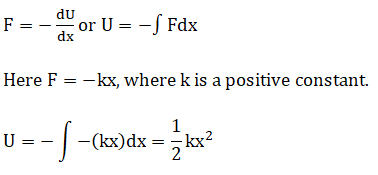 F = −dU/dx or U = −∫ Fdx
Here F = −kx, where k is a positive constant.
U = − ∫ −(kx)dx = 1/2 kx²